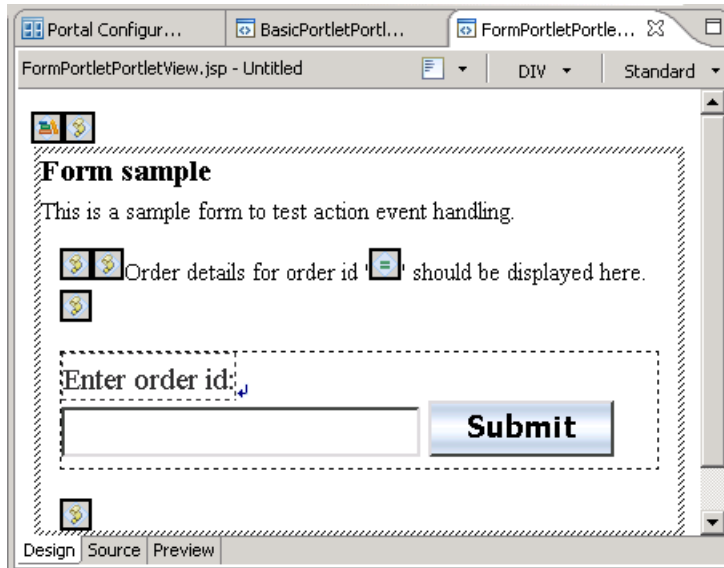 Portal Configur... BasicPortletPortl... FormPortletPortle...
FormPortletPortletView.jsp - Untitled DIV Standard
Form sample
This is a sample form to test action event handling.
Order details for order id '=' should be displayed here.
Enter order id:
Submit
Design Source Preview